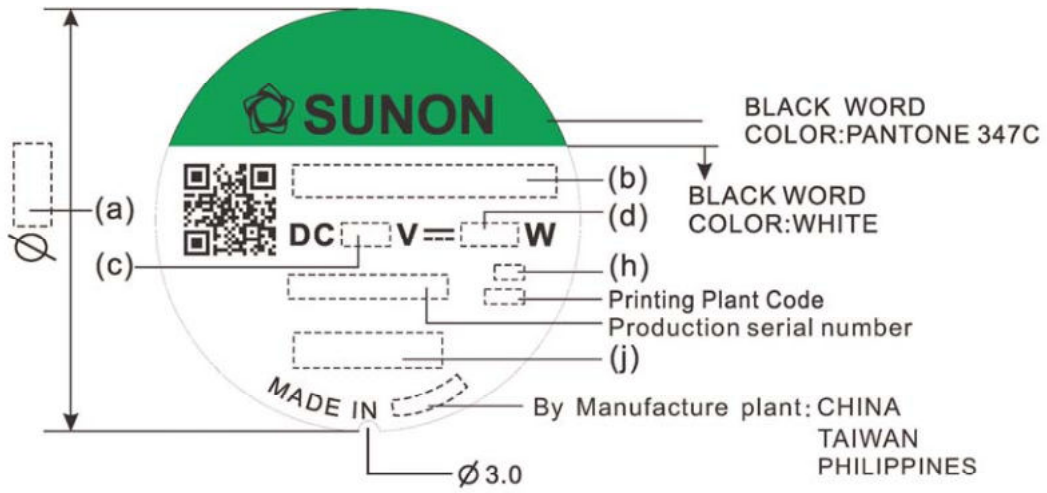 SUNON
BLACK WORD
COLOR:PANTONE 347C
BLACK WORD
COLOR:WHITE
(a)
Ø
(b)
(d)
DC V W
(c)
(h)
Printing Plant Code
Production serial number
(j)
MADE IN
By Manufacture plant: CHINA
TAIWAN
PHILIPPINES
Ø 3.0